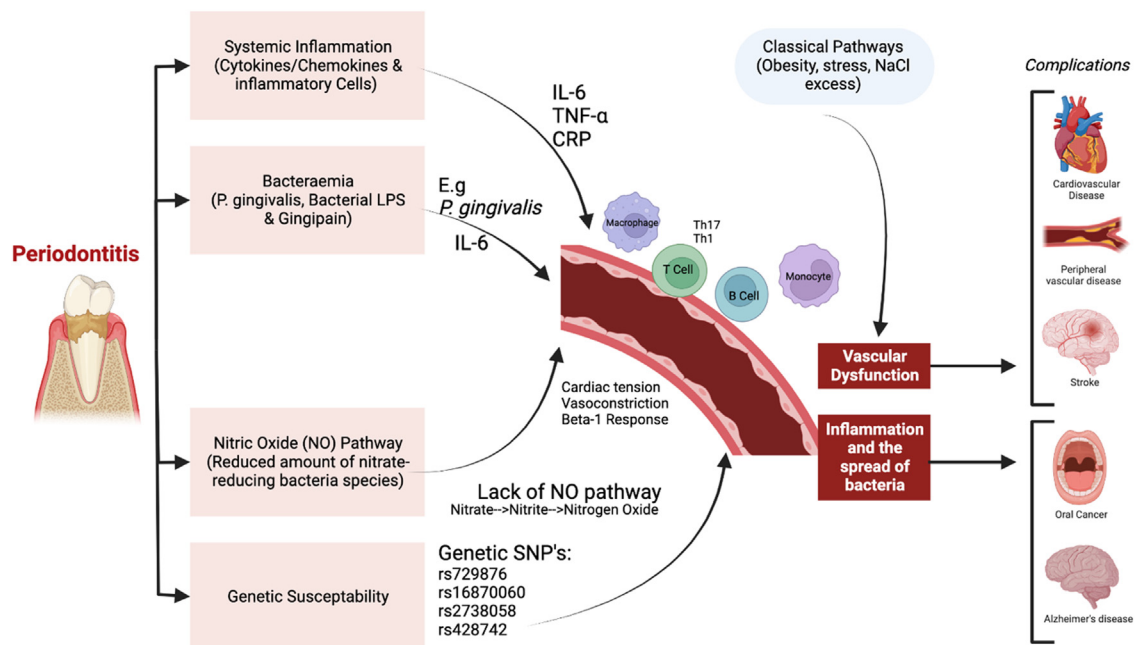 Periodontitis
Systemic Inflammation
(Cytokines/Chemokines &
inflammatory Cells)
Bacteraemia
(P. gingivalis, Bacterial LPS
& Gingipain)
Nitric Oxide (NO) Pathway
(Reduced amount of nitrate-
reducing bacteria species)
Genetic Susceptability
IL-6
TNF-α
CRP
E.g
P. gingivalis
IL-6
Macrophage
Th17
Th1
T Cell
B Cell
Monocyte
Cardiac tension
Vasoconstriction
Beta-1 Response
Lack of NO pathway
Nitrate-->Nitrite-->Nitrogen Oxide
Genetic SNP's:
rs729876
rs16870060
rs2738058
rs428742
Classical Pathways
(Obesity, stress, NaCl
excess)
Vascular
Dysfunction
Inflammation
and the
spread of
bacteria
Complications
Cardiovascular
Disease
Peripheral
vascular disease
Stroke
Oral Cancer
Alzheimer's disease